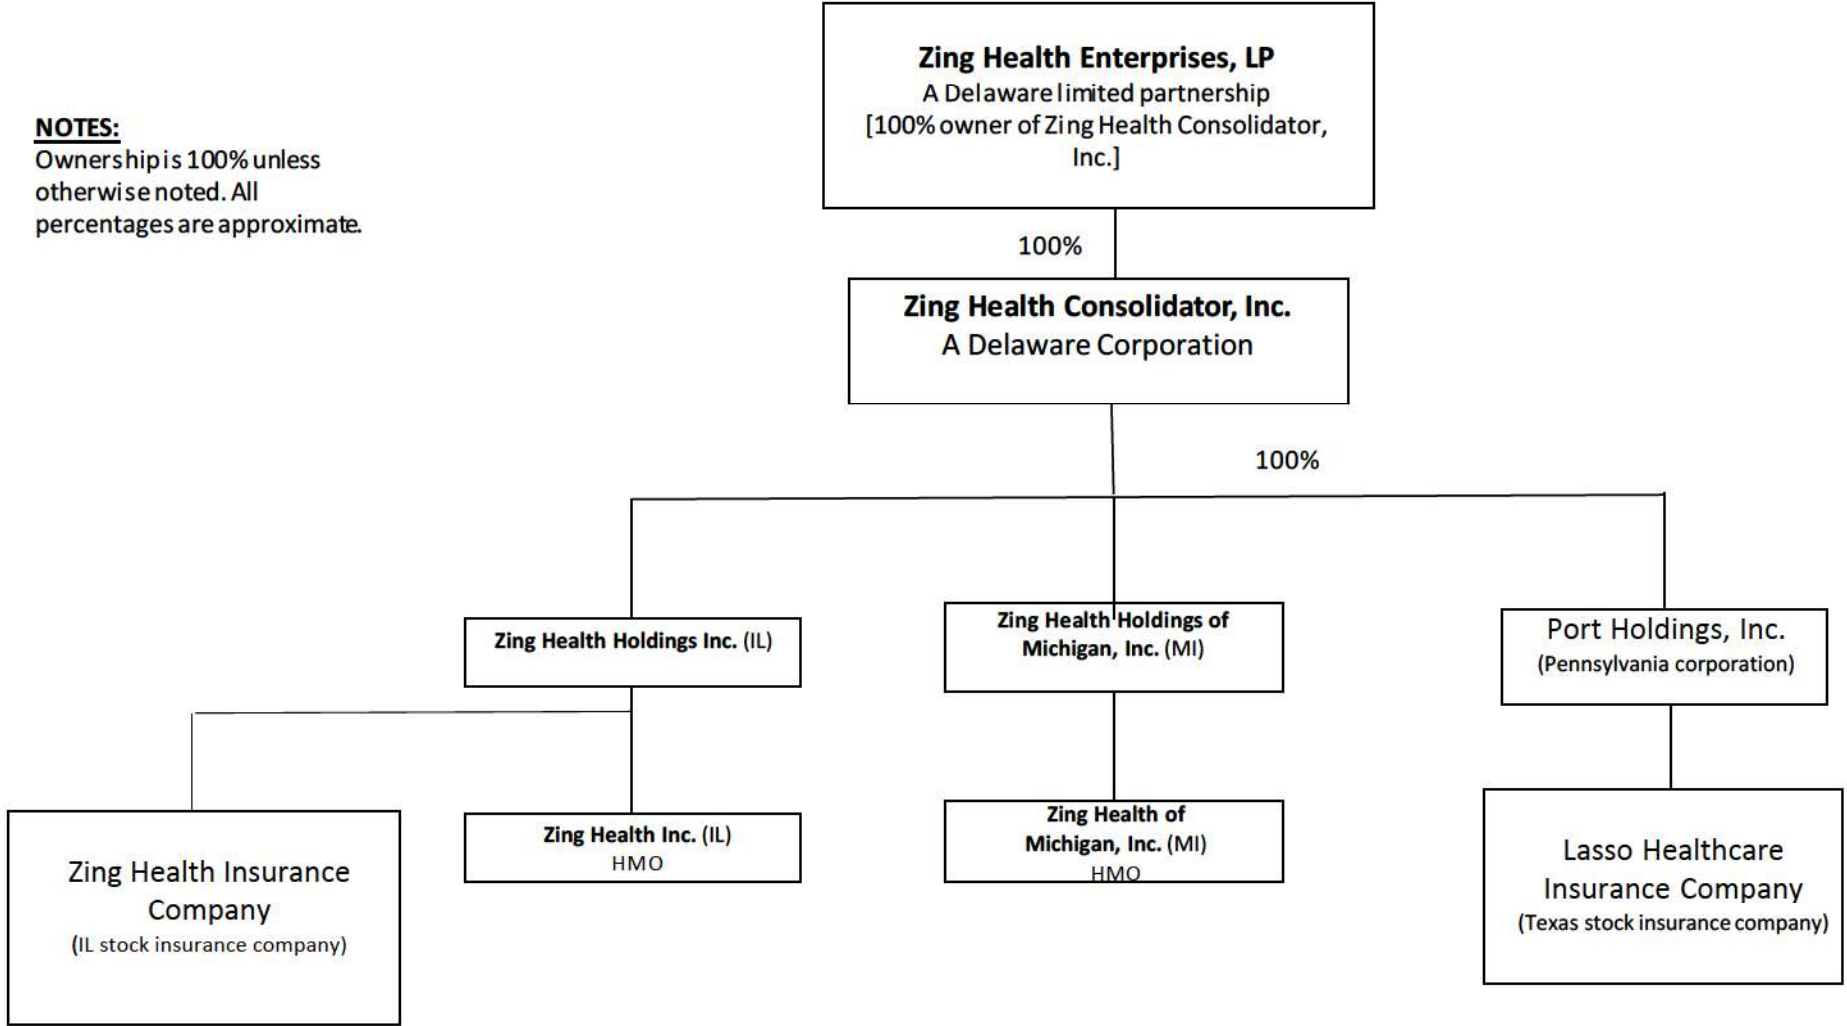 Zing Health Enterprises, LP
A Delaware limited partnership
[100% owner of Zing Health Consolidator,
Inc.]
NOTES:
Ownership is 100% unless
otherwise noted. All
percentages are approximate.
100%
Zing Health Consolidator, Inc.
A Delaware Corporation
100%
Zing Health Holdings Inc. (IL)
Zing Health Holdings of
Michigan, Inc. (MI)
Port Holdings, Inc.
(Pennsylvania corporation)
Zing Health Insurance
Company
(IL stock insurance company)
Zing Health Inc. (IL)
HMO
Zing Health of
Michigan, Inc. (MI)
HMO
Lasso Healthcare
Insurance Company
(Texas stock insurance company)